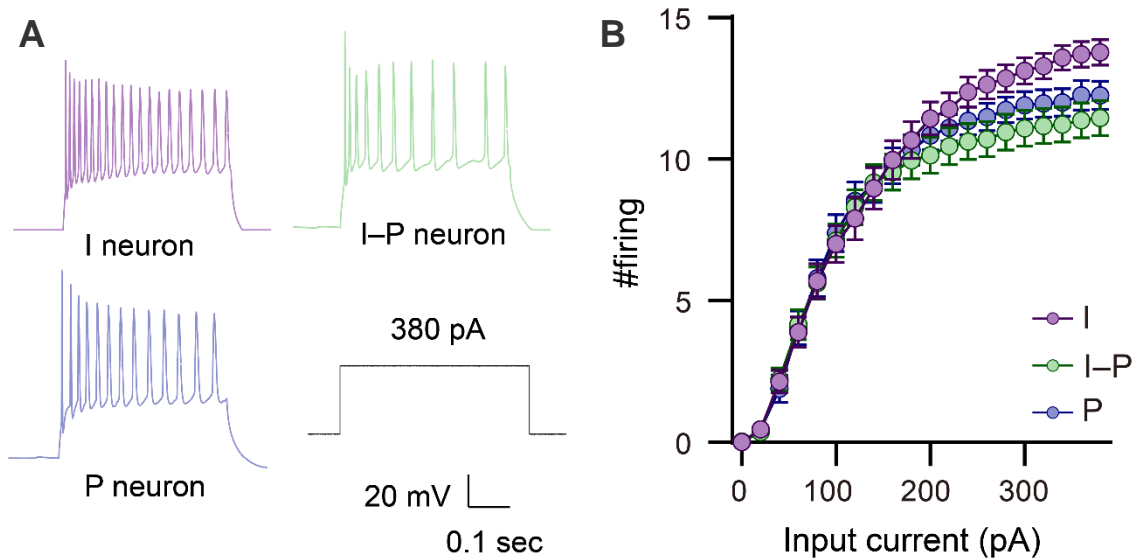 A
I neuron
I–P neuron
P neuron
380 pA
20 mV
0.1 sec
B
#firing
15
10
5
0
0
100
200
300
Input current (pA)
I
I–P
P